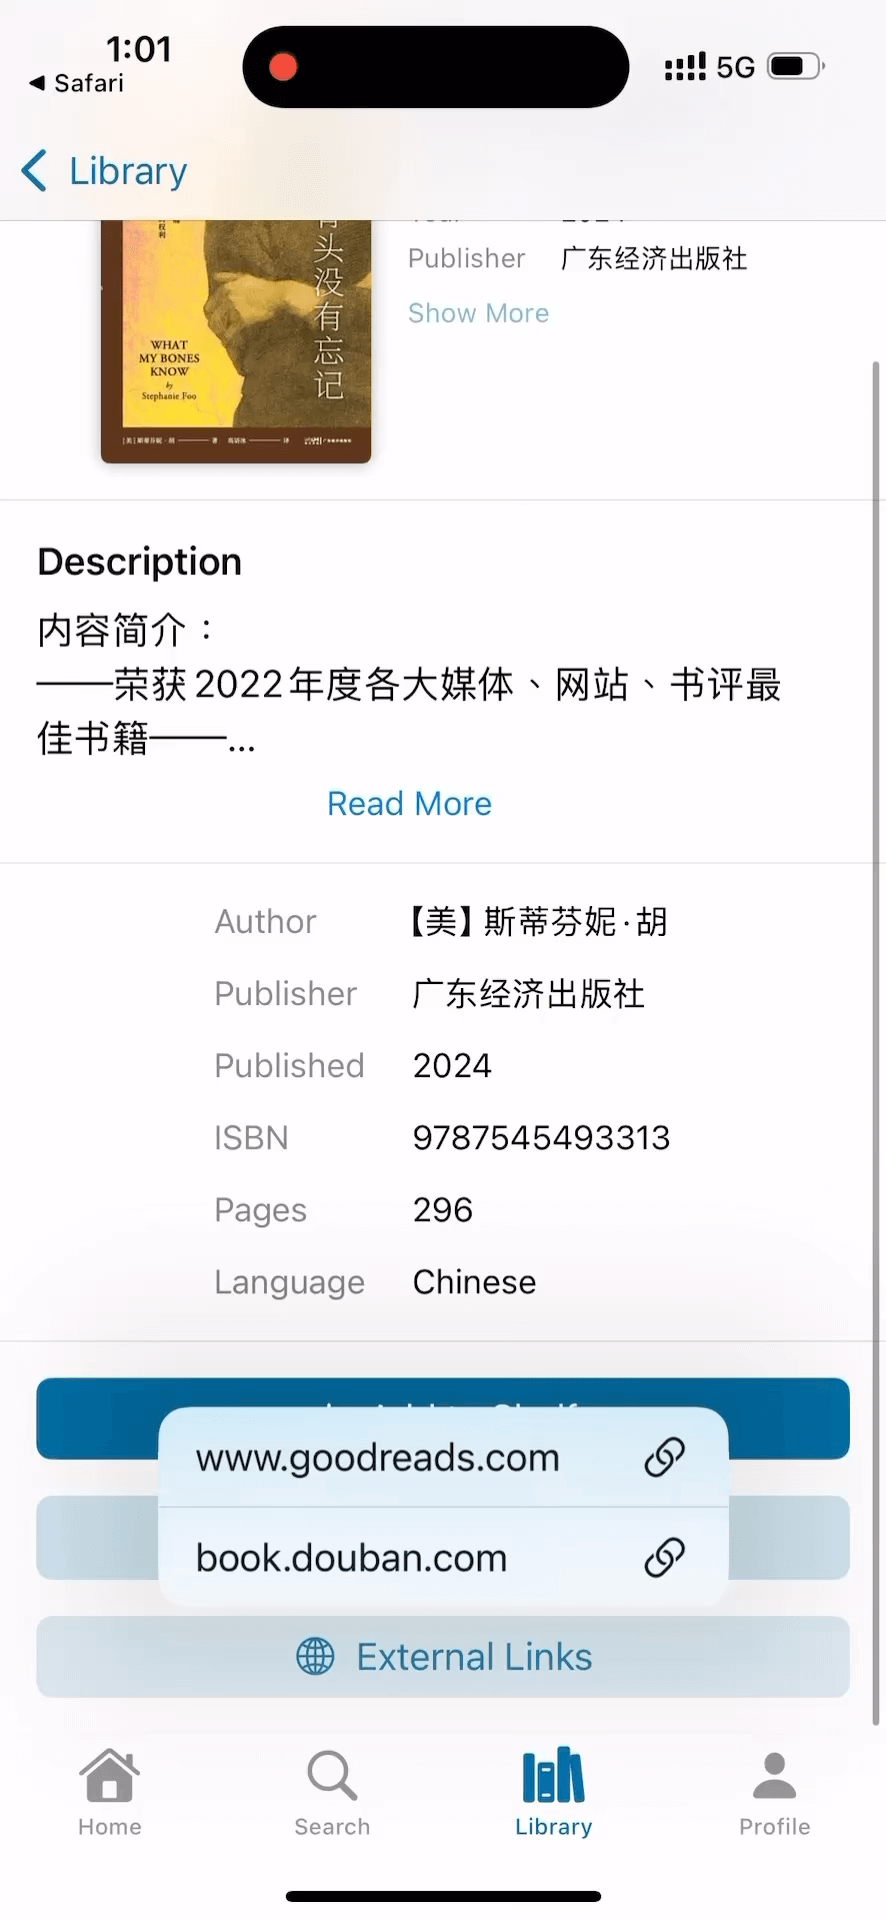 1:01
Safari
5G
Library
Publisher 广东经济出版社
Show More
头没有忘记
WHAT
MY BONES
KNOW
by
Stephanie Foo
Description
内容简介：
——荣获2022年度各大媒体、网站、书评最
佳书籍——...
Read More
Author 【美】斯蒂芬妮·胡
Publisher 广东经济出版社
Published 2024
ISBN 9787545493313
Pages 296
Language Chinese
www.goodreads.com
book.douban.com
External Links
Home
Search
Library
Profile